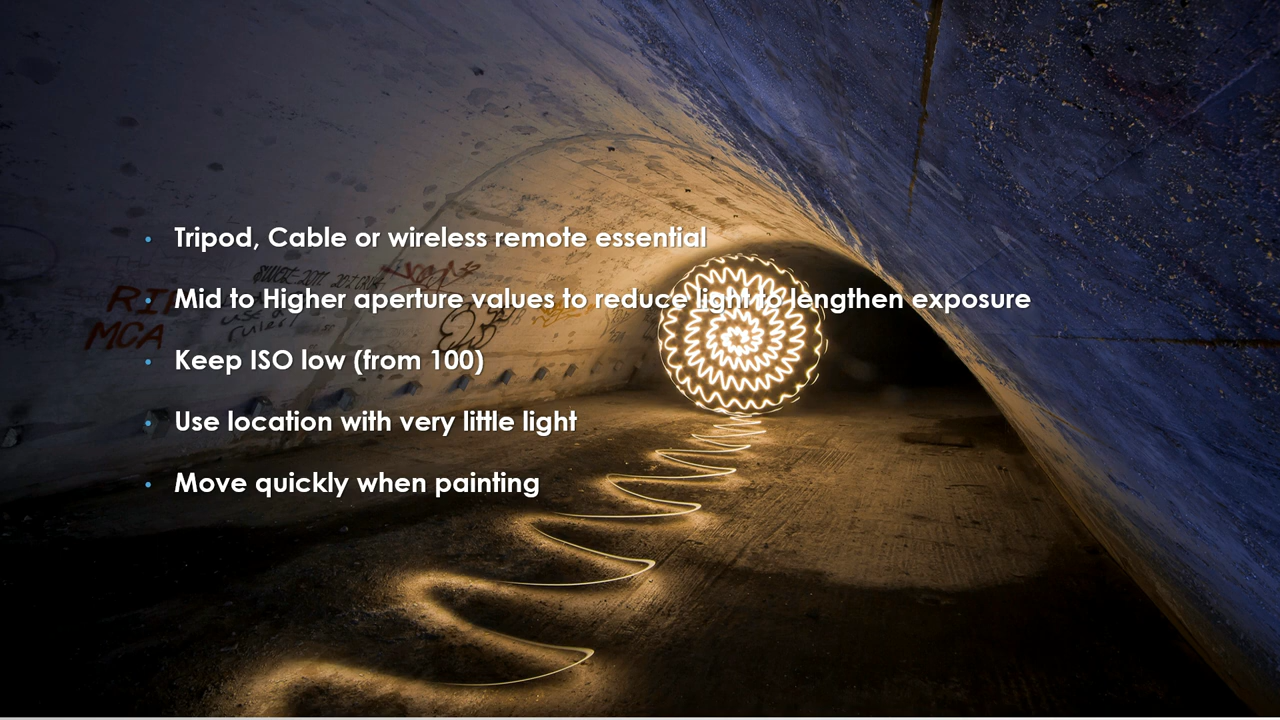 Tripod, Cable or wireless remote essential
Mid to Higher aperture values to reduce light to lengthen exposure
Keep ISO low (from 100)
Use location with very little light
Move quickly when painting
MCA